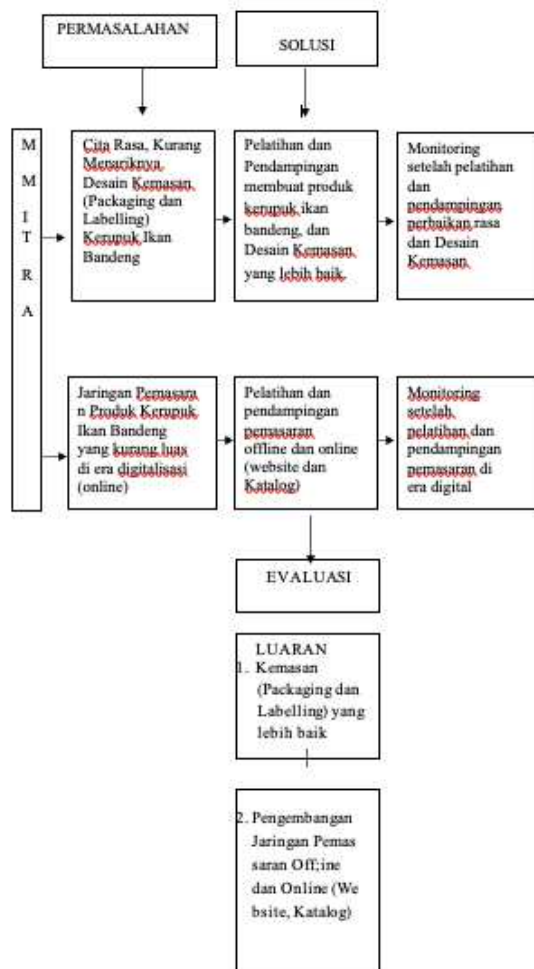 PERMASALAHAN
SOLUSI
M
M
I
T
R
A
Cita Rasa, Kurang
Menariknya
Desain Kemasan
(Packaging dan
Labelling)
Kerupuk Ikan
Bandeng
Pelatihan dan
Pendampingan
membuat produk
kerupuk ikan
bandeng, dan
Desain Kemasan
yang lebih baik
Monitoring
setelah pelatihan
dan
pendampingan
perbaikan rasa
dan Desain
Kemasan
Jaringan Pemasara
n Produk Kerupuk
Ikan Bandeng
yang kurang luas
di era digitalisasi
(online)
Pelatihan dan
pendampingan
pemasaran
offline dan online
(website dan
Katalog)
Monitoring
setelah
pelatihan dan
pendampingan
pemasaran di
era digital
EVALUASI
LUARAN
1. Kemasan
(Packaging dan
Labelling) yang
lebih baik
2. Pengembangan
Jaringan Pemas
saran Off;ine
dan Online (We
bsite, Katalog)